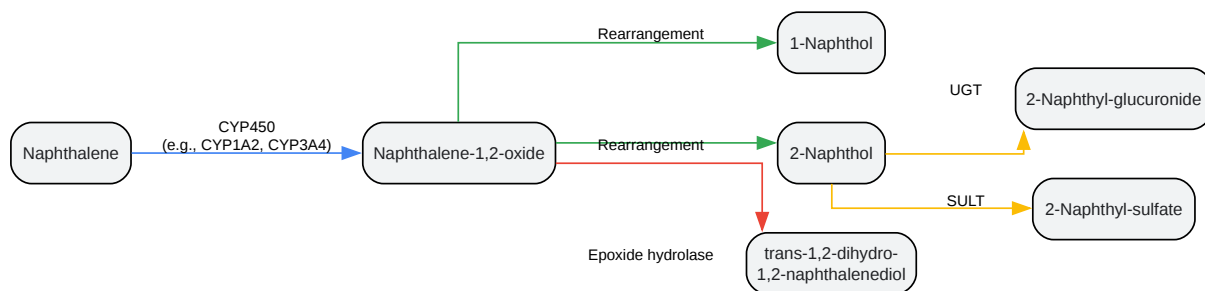 Rearrangement
1-Naphthol
UGT
2-Naphthyl-glucuronide
CYP450
(e.g., CYP1A2, CYP3A4)
Naphthalene
Naphthalene-1,2-oxide
Rearrangement
2-Naphthol
SULT
2-Naphthyl-sulfate
Epoxide hydrolase
trans-1,2-dihydro-
1,2-naphthalenediol